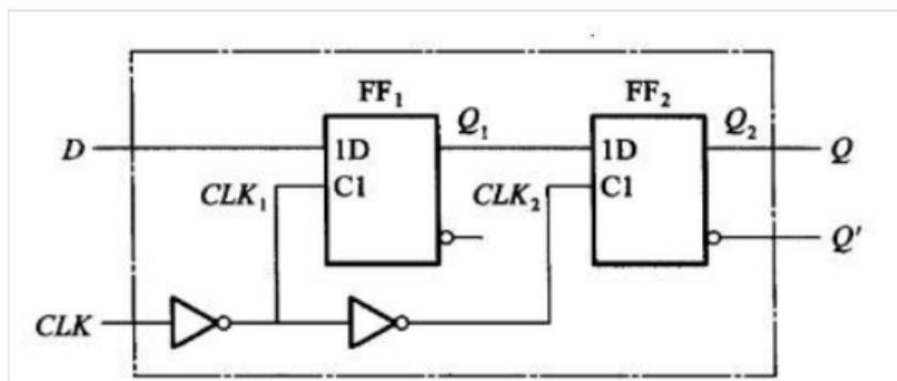 FF₁ FF₂
Q₁ Q₂
D 1D 1D Q
CLK₁ C1 CLK₂ C1
Q′
CLK